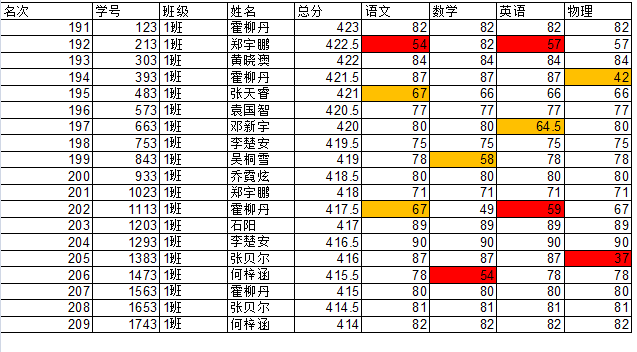 名次 学号 班级 姓名 总分 语文 数学 英语 物理
191 123 1班 霍柳丹 423 82 82 82 82
192 213 1班 郑宇鹏 422.5 54 82 57 57
193 303 1班 黄晓澳 422 84 84 84 84
194 393 1班 霍柳丹 421.5 87 87 87 42
195 483 1班 张天睿 421 67 66 66 66
196 573 1班 袁国智 420.5 77 77 77 77
197 663 1班 邓新宇 420 80 80 64.5 80
198 753 1班 李楚安 419.5 75 75 75 75
199 843 1班 吴桐雪 419 78 58 78 78
200 933 1班 乔霓炫 418.5 80 80 80 80
201 1023 1班 郑宇鹏 418 71 71 71 71
202 1113 1班 霍柳丹 417.5 67 49 59 67
203 1203 1班 石阳 417 89 89 89 89
204 1293 1班 李楚安 416.5 90 90 90 90
205 1383 1班 张贝尔 416 87 87 87 37
206 1473 1班 何梓涵 415.5 78 54 78 78
207 1563 1班 霍柳丹 415 80 80 80 80
208 1653 1班 张贝尔 414.5 81 81 81 81
209 1743 1班 何梓涵 414 82 82 82 82